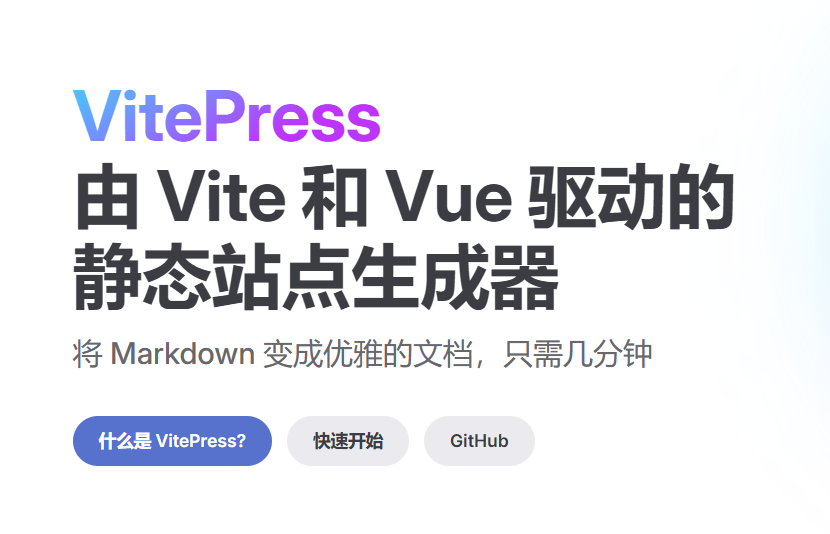 VitePress
由 Vite 和 Vue 驱动的
静态站点生成器
将 Markdown 变成优雅的文档，只需几分钟
什么是 VitePress?
快速开始
GitHub